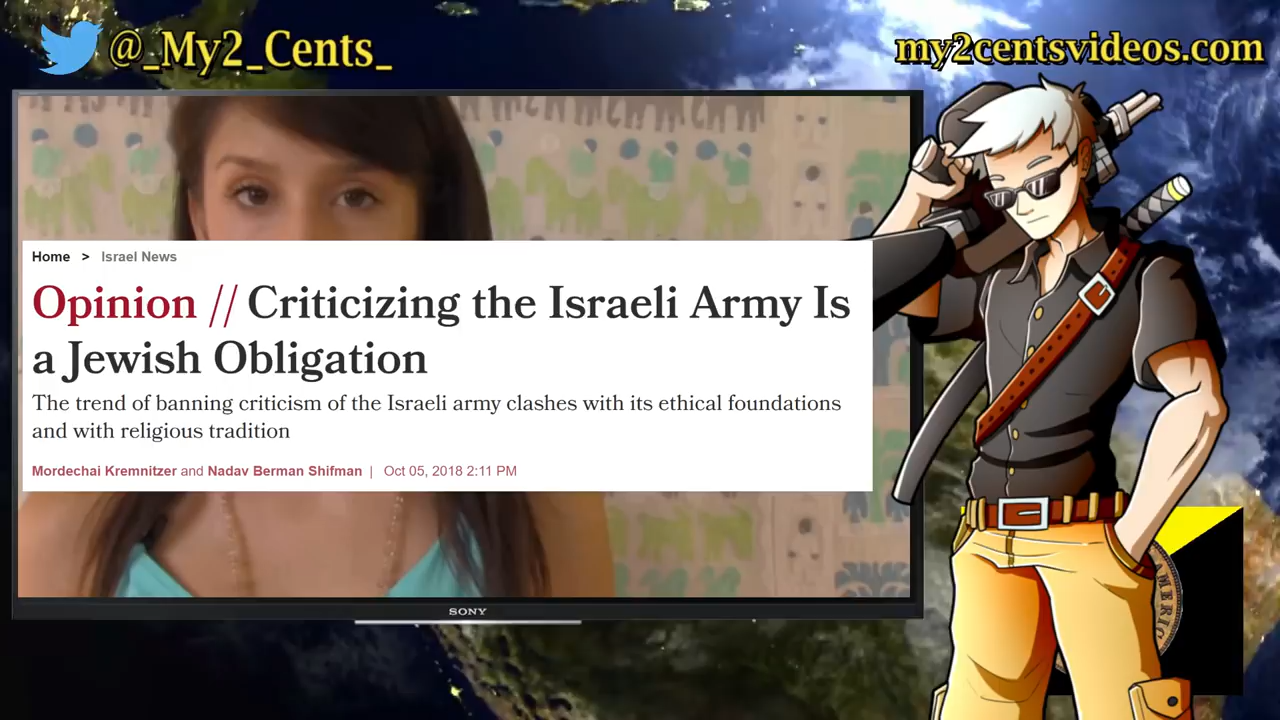 @_My2_Cents_
my2centsvideos.com
Home > Israel News
Opinion // Criticizing the Israeli Army Is
a Jewish Obligation
The trend of banning criticism of the Israeli army clashes with its ethical foundations
and with religious tradition
Mordechai Kremnitzer and Nadav Berman Shifman | Oct 05, 2018 2:11 PM
SONY